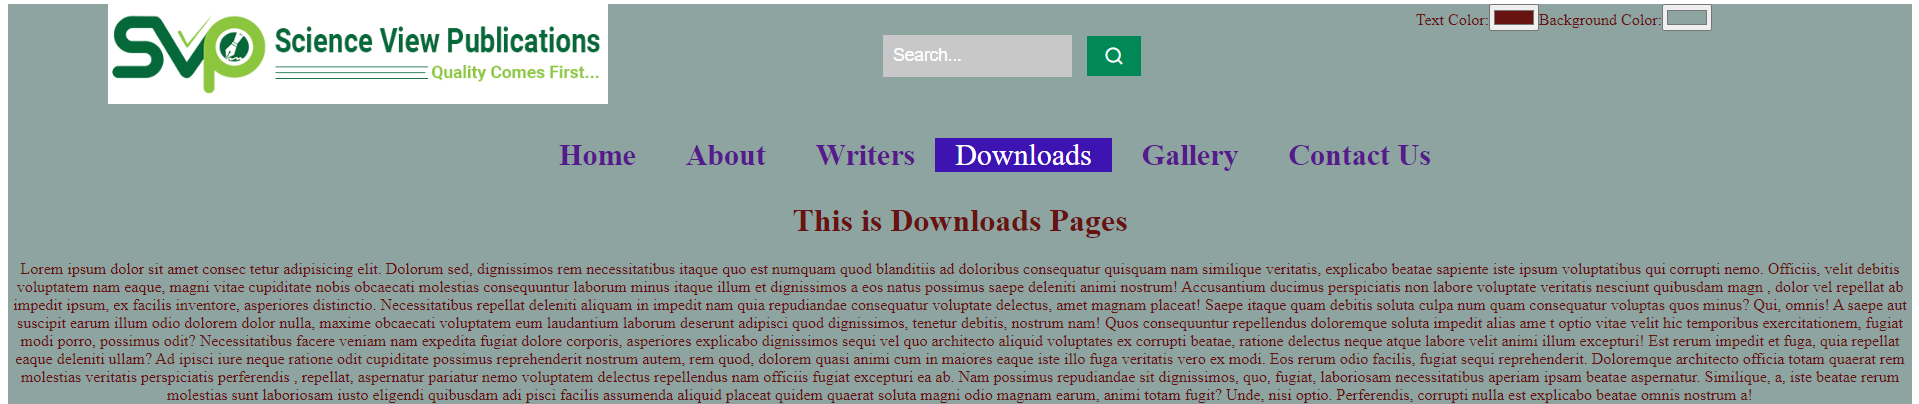 SVP Science View Publications
Quality Comes First...
Search...
Text Color: Background Color:
Home About Writers Downloads Gallery Contact Us
This is Downloads Pages
Lorem ipsum dolor sit amet consec tetur adipisicing elit. Dolorum sed, dignissimos rem necessitatibus itaque quo est numquam quod blanditiis ad doloribus consequatur quisquam nam similique veritatis, explicabo beatae sapiente iste ipsum voluptatibus qui corrupti nemo. Officiis, velit debitis
voluptatem nam eaque, magni vitae cupiditate nobis obcaecati molestias consequuntur laborum minus itaque illum et dignissimos a eos natus possimus saepe deleniti animi nostrum! Accusantium ducimus perspiciatis non labore voluptate veritatis nesciunt quibusdam magn , dolor vel repellat ab
impedit ipsum, ex facilis inventore, asperiores distinctio. Necessitatibus repellat deleniti aliquam in impedit nam quia repudiandae consequatur voluptate delectus, amet magnam placeat! Saepe itaque quam debitis soluta culpa num quam consequatur voluptas quos minus? Qui, omnis! A saepe aut
suscipit earum illum odio dolorem dolor nulla, maxime obcaecati voluptatem eum laudantium laborum deserunt adipisci quod dignissimos, tenetur debitis, nostrum nam! Quos consequuntur repellendus doloremque soluta impedit alias ame t optio vitae velit hic temporibus exercitationem, fugiat
modi porro, possimus odit? Necessitatibus facere veniam nam expedita fugiat dolore corporis, asperiores explicabo dignissimos sequi vel quo architecto aliquid voluptates ex corrupti beatae, ratione delectus neque atque labore velit animi illum excepturi! Est rerum impedit et fuga, quia repellat
eaque deleniti ullam? Ad ipisci iure neque ratione odit cupiditate possimus reprehenderit nostrum autem, rem quod, dolorem quasi animi cum in maiores eaque iste illo fuga veritatis vero ex modi. Eos rerum odio facilis, fugiat sequi reprehenderit. Doloremque architecto officia totam quaerat rem
molestias veritatis perspiciatis perferendis , repellat, aspernatur pariatur nemo voluptatem delectus repellendus nam officiis fugiat excepturi ea ab. Nam possimus repudiandae sit dignissimos, quo, fugiat, laboriosam necessitatibus aperiam ipsam beatae aspernatur. Similique, a, iste beatae rerum
molestias sunt laboriosam iusto eligendi quibusdam adi pisci facilis assumenda aliquid placeat quidem quaerat soluta magni odio magnam earum, animi totam fugit? Unde, nisi optio. Perferendis, corrupti nulla est explicabo beatae omnis nostrum a!